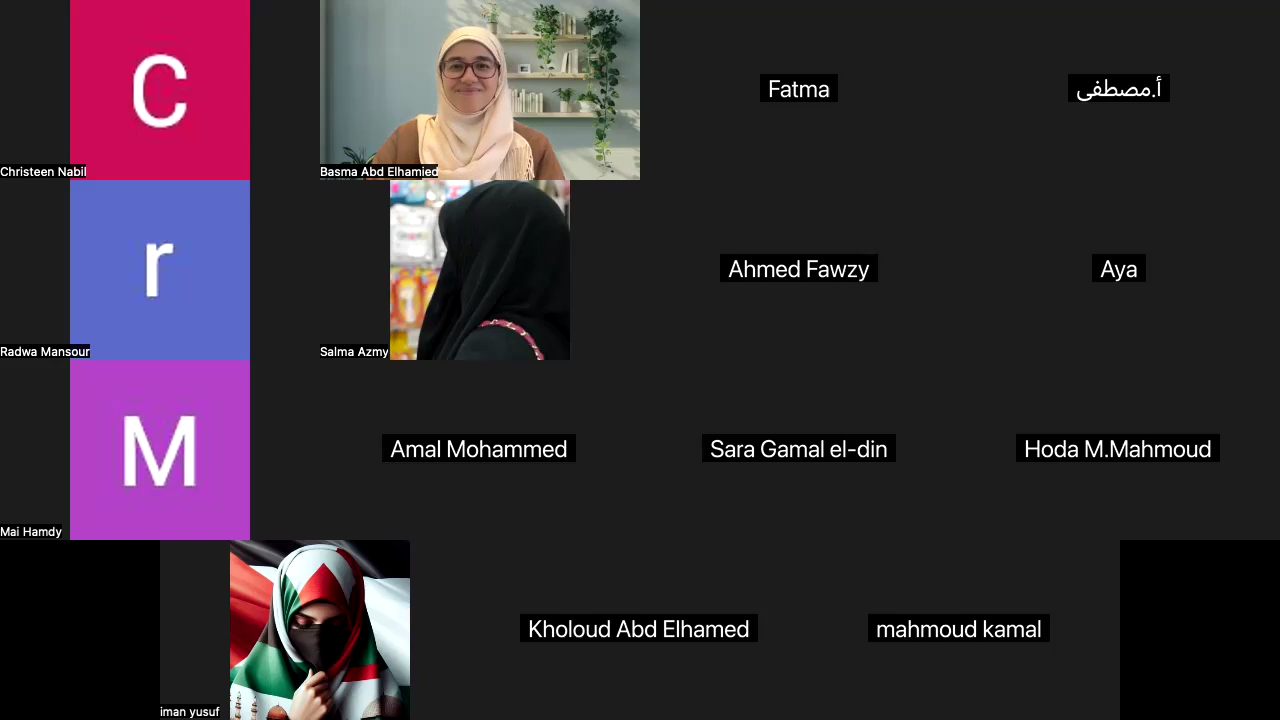 C
Christeen Nabil
Basma Abd Elhamied
Fatma
أ.مصطفى
r
Radwa Mansour
Salma Azmy
Ahmed Fawzy
Aya
M
Mai Hamdy
Amal Mohammed
Sara Gamal el-din
Hoda M.Mahmoud
iman yusuf
Kholoud Abd Elhamed
mahmoud kamal